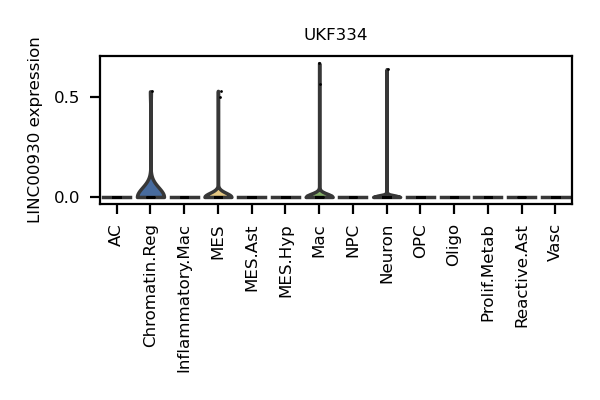 UKF334
LINC00930 expression
0.5
0.0
AC
Chromatin.Reg
Inflammatory.Mac
MES
MES.Ast
MES.Hyp
Mac
NPC
Neuron
OPC
Oligo
Prolif.Metab
Reactive.Ast
Vasc